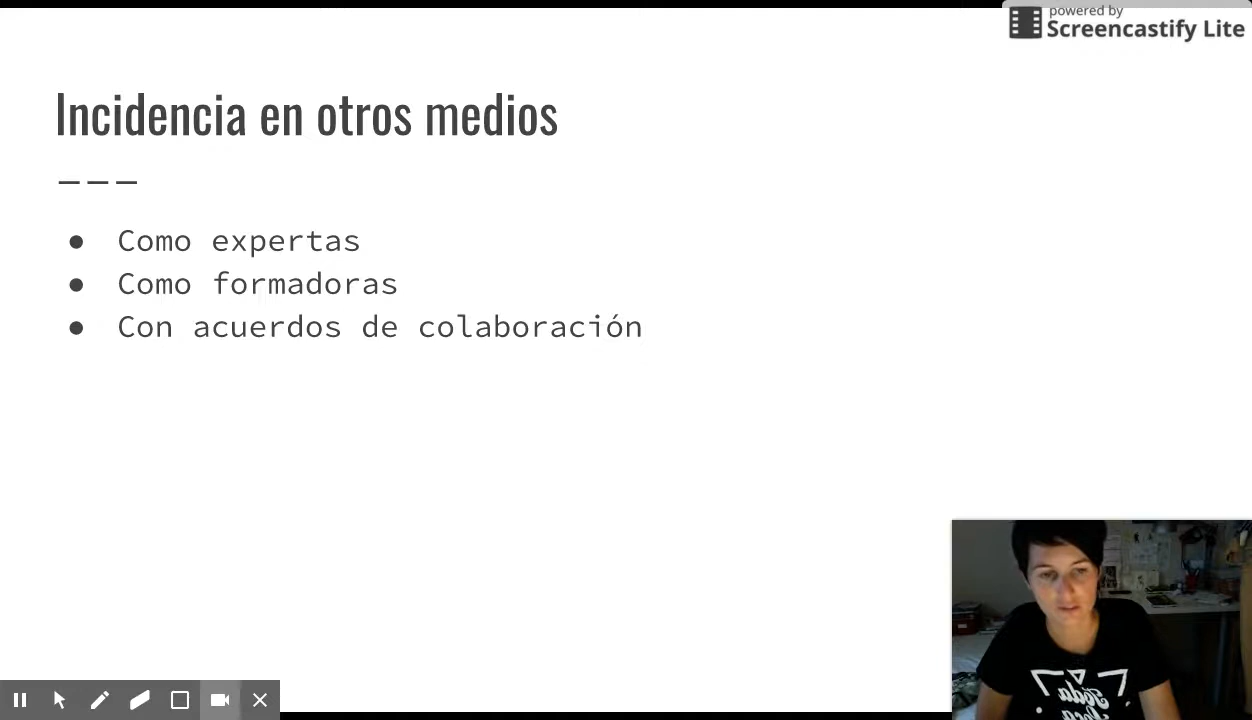 powered by
Screencastify Lite
Incidencia en otros medios
● Como expertas
● Como formadoras
● Con acuerdos de colaboración